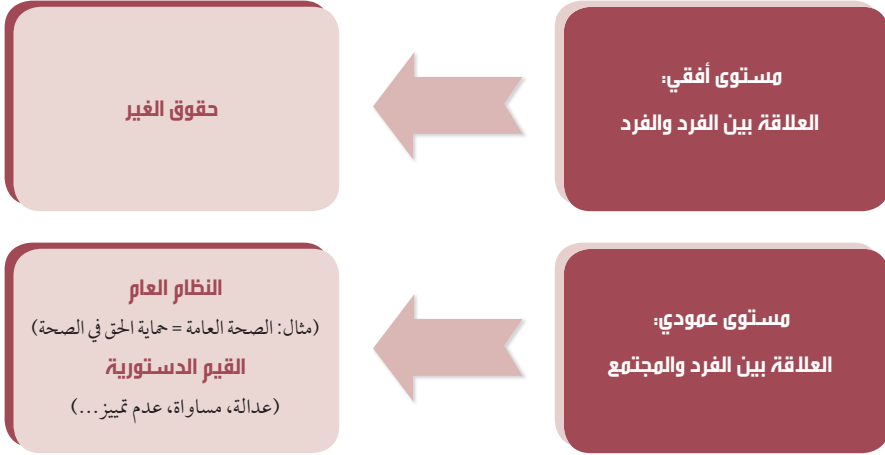 مستوى أفقي:
العلاقة بين الفرد والفرد
حقوق الغير
مستوى عمودي:
العلاقة بين الفرد والمجتمع
النظام العام
(مثال: الصحة العامة = حماية الحق في الصحة)
القيم الدستورية
(عدالة، مساواة، عدم تمييز...)